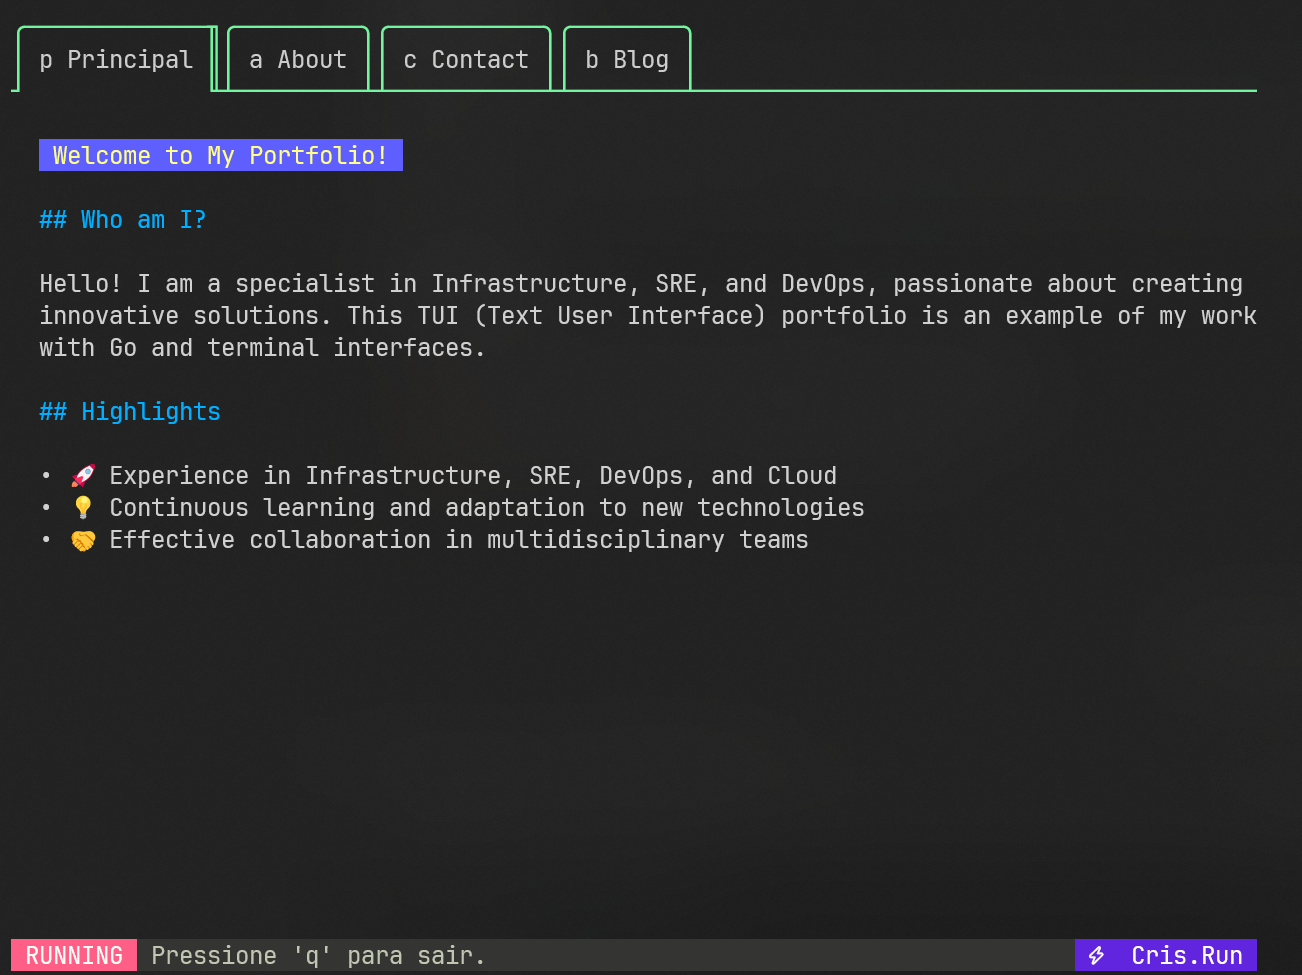 p Principal a About c Contact b Blog
Welcome to My Portfolio!
## Who am I?
Hello! I am a specialist in Infrastructure, SRE, and DevOps, passionate about creating
innovative solutions. This TUI (Text User Interface) portfolio is an example of my work
with Go and terminal interfaces.
## Highlights
• 🚀 Experience in Infrastructure, SRE, DevOps, and Cloud
• 💡 Continuous learning and adaptation to new technologies
• 🤝 Effective collaboration in multidisciplinary teams
RUNNING Pressione 'q' para sair. Cris.Run